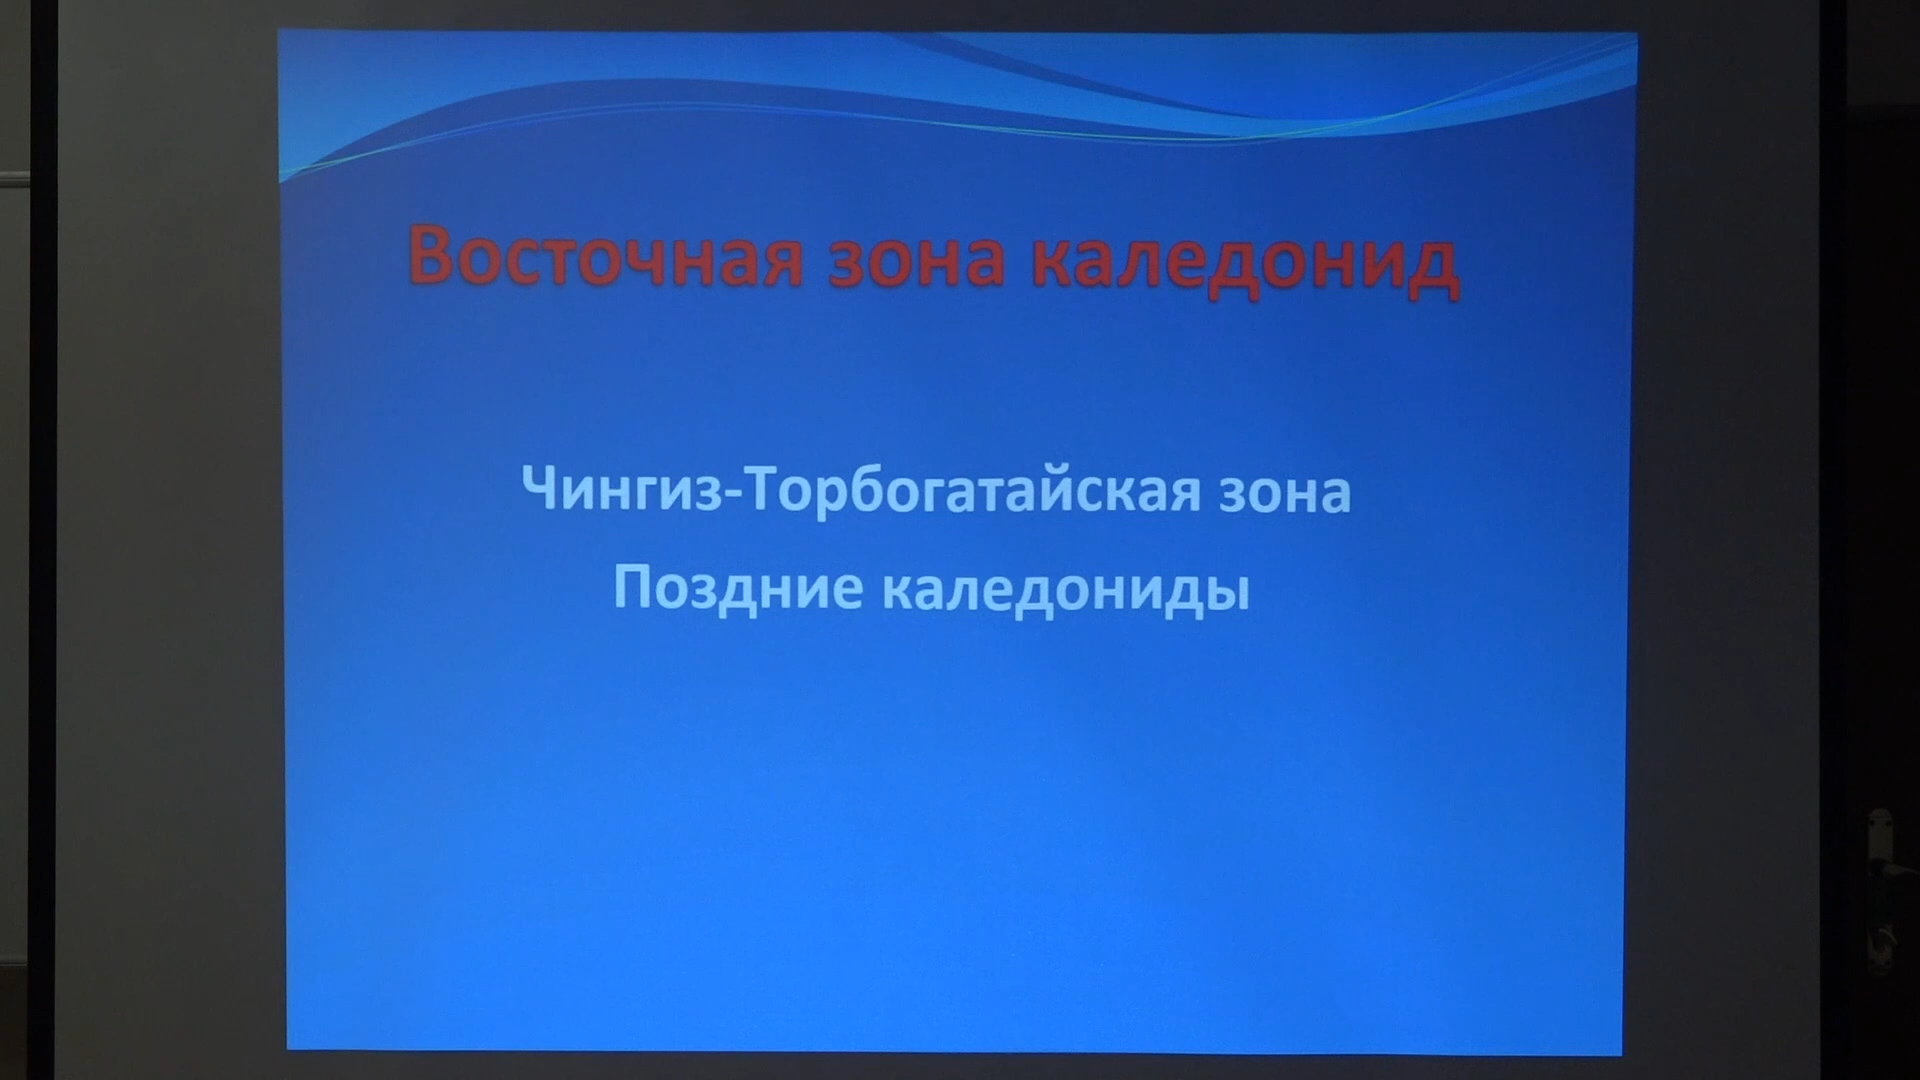 Восточная зона каледонид
Чингиз-Торбогатайская зона
Поздние каледониды